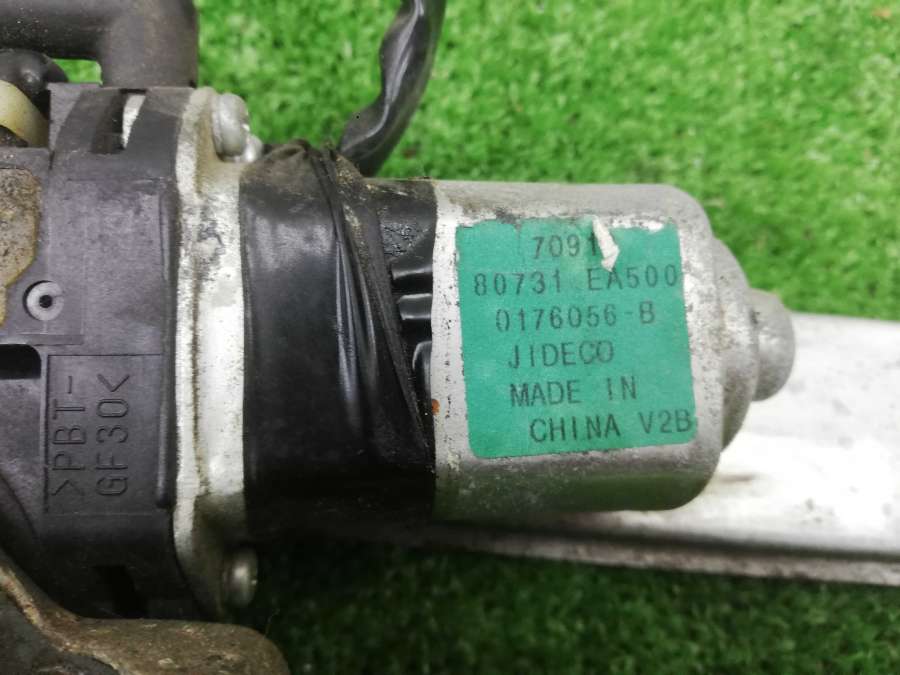 7091
80731 EA500
0176056-B
JIDECO
MADE IN
CHINA V2B
>PBT-
GF30<